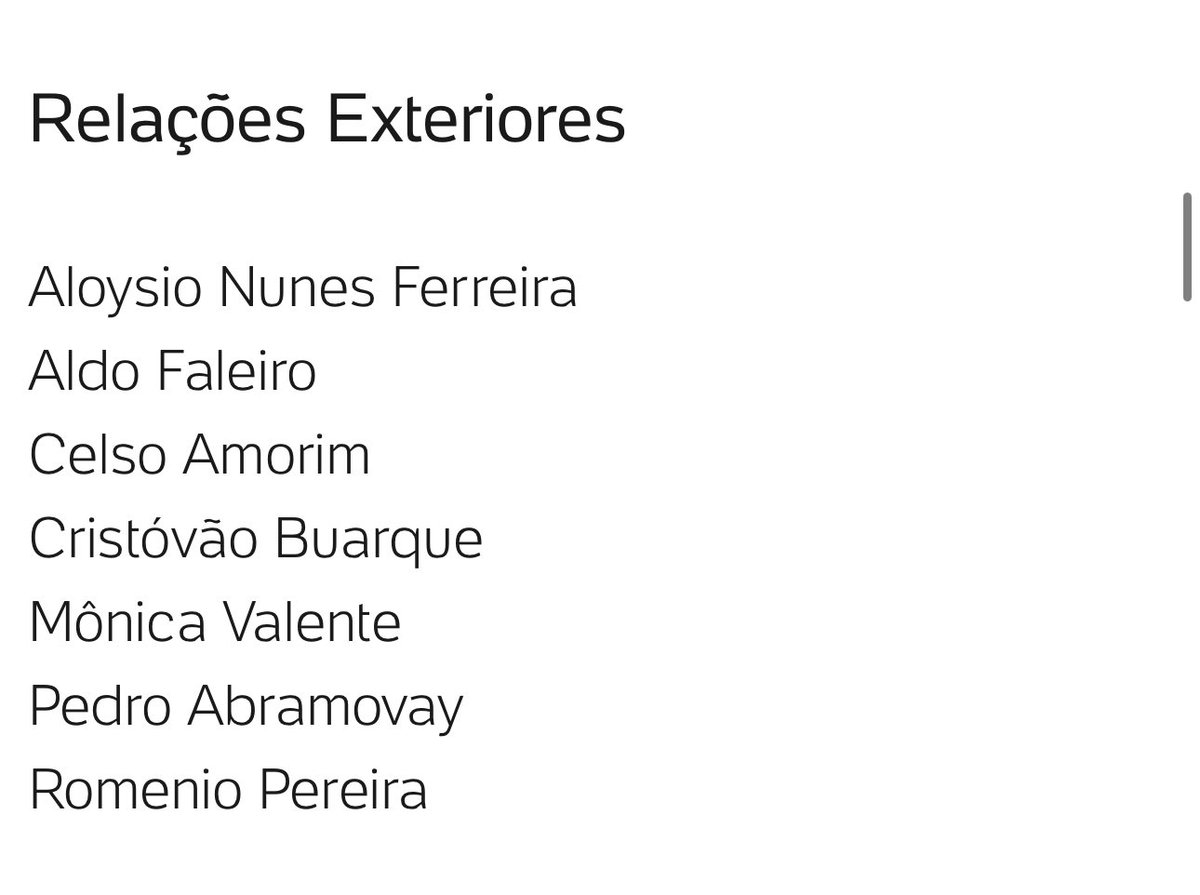 Relações Exteriores
Aloysio Nunes Ferreira
Aldo Faleiro
Celso Amorim
Cristóvão Buarque
Mônica Valente
Pedro Abramovay
Romenio Pereira